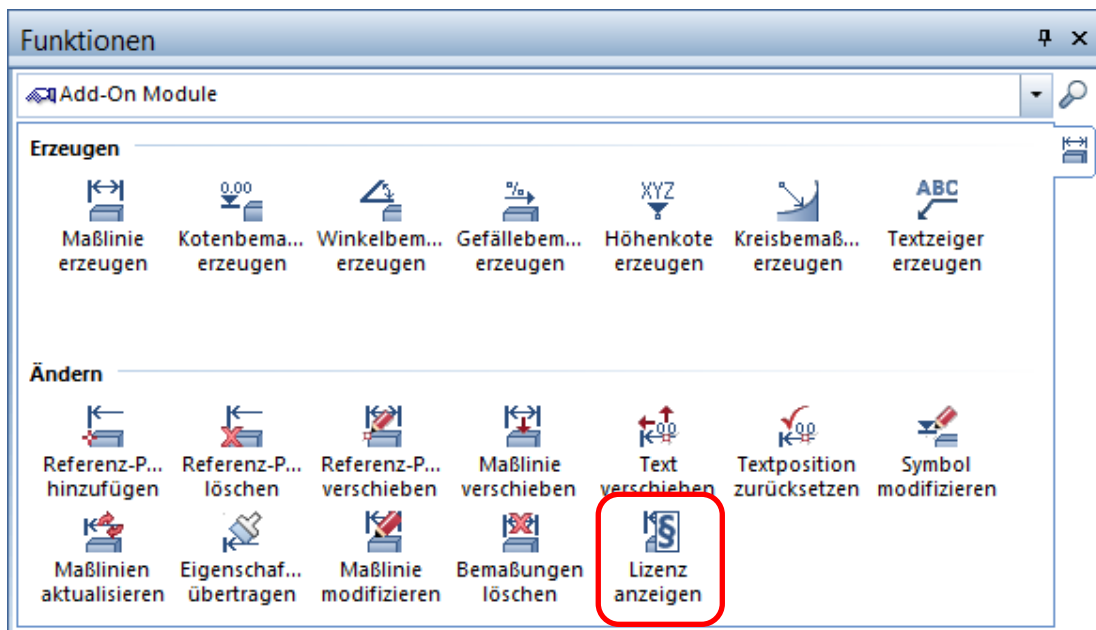 Funktionen
Add-On Module
Erzeugen
0.00
%
XYZ
ABC
Maßlinie Kotenbema... Winkelbem... Gefällebem... Höhenkote Kreisbemaß... Textzeiger
erzeugen erzeugen erzeugen erzeugen erzeugen erzeugen erzeugen
Ändern
Referenz-P... Referenz-P... Referenz-P... Maßlinie Text Textposition Symbol
hinzufügen löschen verschieben verschieben verschieben zurücksetzen modifizieren
§
Maßlinien Eigenschaf... Maßlinie Bemaßungen Lizenz
aktualisieren übertragen modifizieren löschen anzeigen